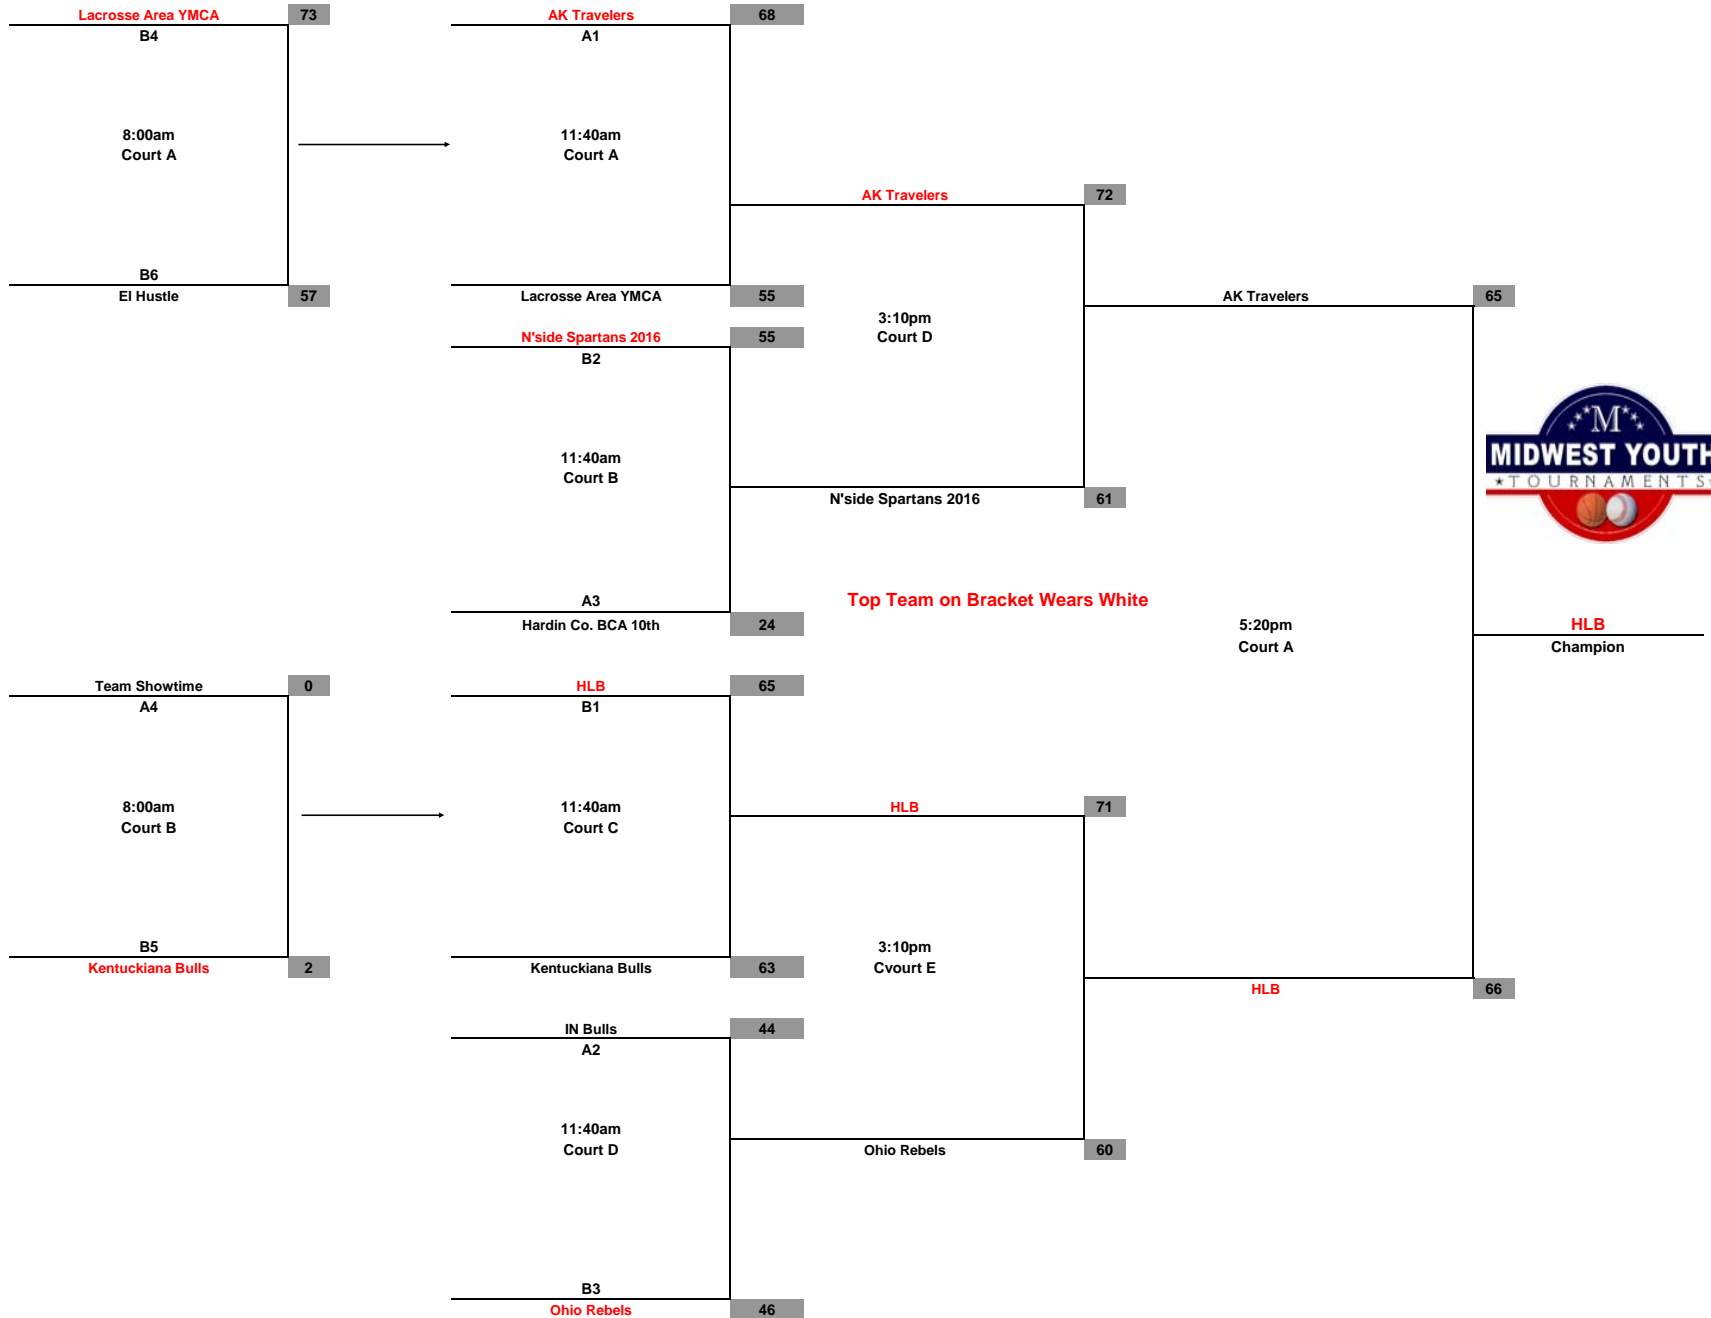 Lacrosse Area YMCA 73
B4
8:00am
Court A
B6
El Hustle 57
AK Travelers 68
A1
11:40am
Court A
Lacrosse Area YMCA 55
N'side Spartans 2016 55
B2
11:40am
Court B
A3
Hardin Co. BCA 10th 24
AK Travelers 72
3:10pm
Court D
N'side Spartans 2016 61
AK Travelers 65
M
MIDWEST YOUTH
TOURNAMENTS
Top Team on Bracket Wears White
5:20pm
Court A
HLB
Champion
Team Showtime 0
A4
8:00am
Court B
B5
Kentuckiana Bulls 2
HLB 65
B1
11:40am
Court C
Kentuckiana Bulls 63
IN Bulls 44
A2
11:40am
Court D
B3
Ohio Rebels 46
HLB 71
3:10pm
Cvourt E
Ohio Rebels 60
HLB 66